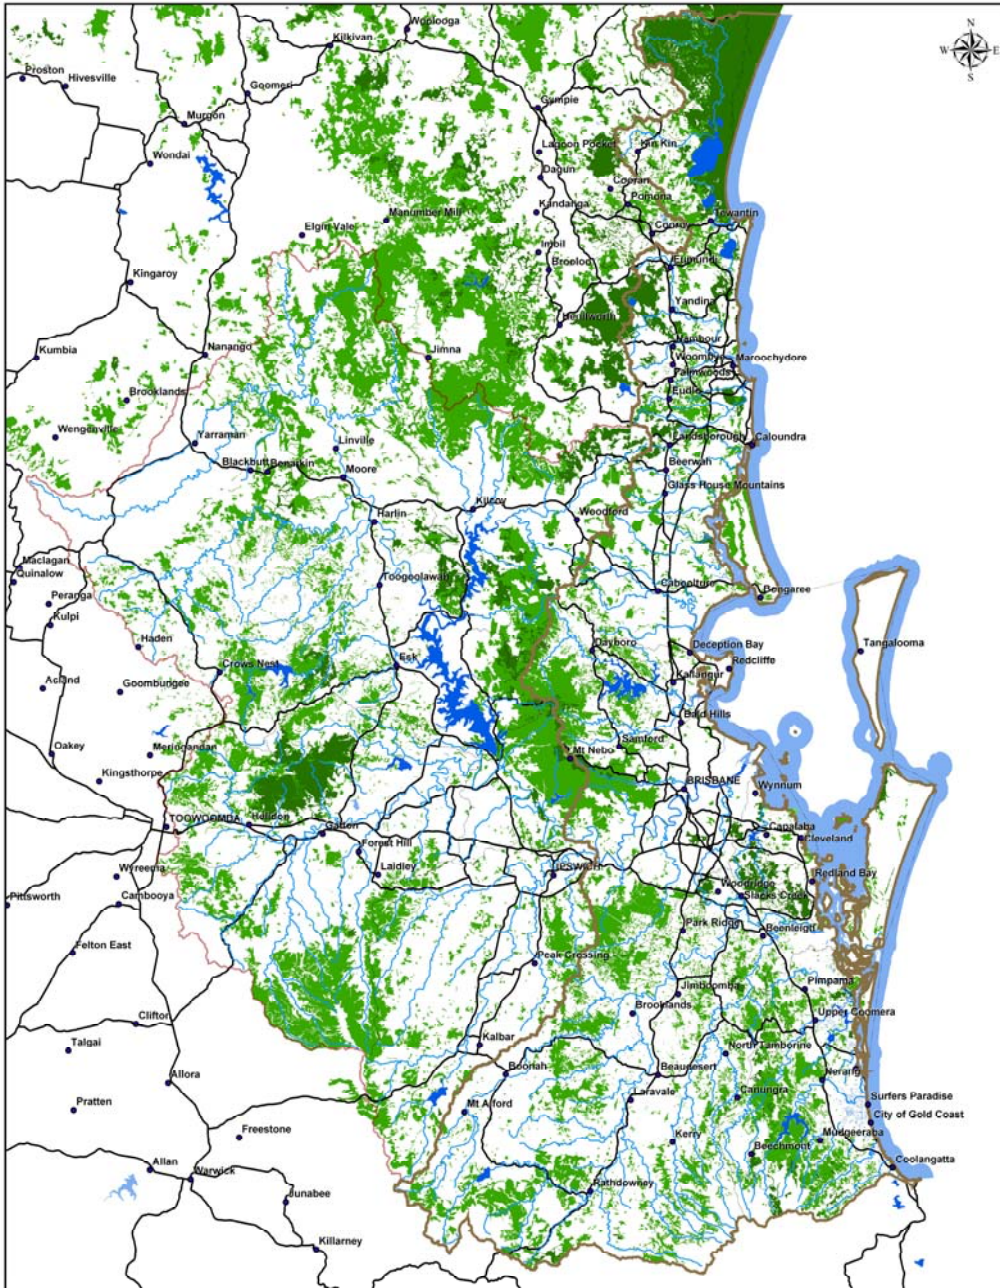 Woolooga
Kilkivan
N
W
E
S
Proston
Hivesville
Goomeri
Gympie
Murgon
Lagoon Pocket
Kin Kin
Wondai
Dagun
Cooran
Pomona
Kandanga
Tewantin
Manumber Mill
Elgin Vale
Cooroy
Imbil
Eumundi
Brooloo
Kingaroy
Yandina
Kenilworth
Nambour
Kumbia
Nanango
Jimna
Woombye
Maroochydore
Palmwoods
Brooklands
Eudlo
Wengenville
Yarraman
Linville
Landsborough
Caloundra
Blackbutt
Benarkin
Moore
Beerwah
Glass House Mountains
Kilcoy
Harlin
Woodford
Maclagan
Quinalow
Toogoolawah
Caboolture
Bongaree
Peranga
Kulpi
Haden
Dayboro
Deception Bay
Tangalooma
Crows Nest
Esk
Redcliffe
Kallangur
Acland
Goombungee
Bald Hills
Oakey
Meringandan
Samford
Mt Nebo
Kingsthorpe
BRISBANE
Wynnum
TOOWOOMBA
Helidon
Gatton
Capalaba
Cleveland
Forest Hill
Wyreema
Laidley
IPSWICH
Redland Bay
Pittsworth
Cambooya
Woodridge
Slacks Creek
Park Ridge
Beenleigh
Felton East
Peak Crossing
Jimboomba
Pimpama
Brooklands
Upper Coomera
Clifton
Talgai
Kalbar
North Tamborine
Boonah
Beaudesert
Nerang
Allora
Canungra
Laravale
Surfers Paradise
Pratten
Mt Alford
City of Gold Coast
Freestone
Kerry
Mudgeeraba
Beechmont
Allan
Warwick
Coolangatta
Rathdowney
Junabee
Killarney